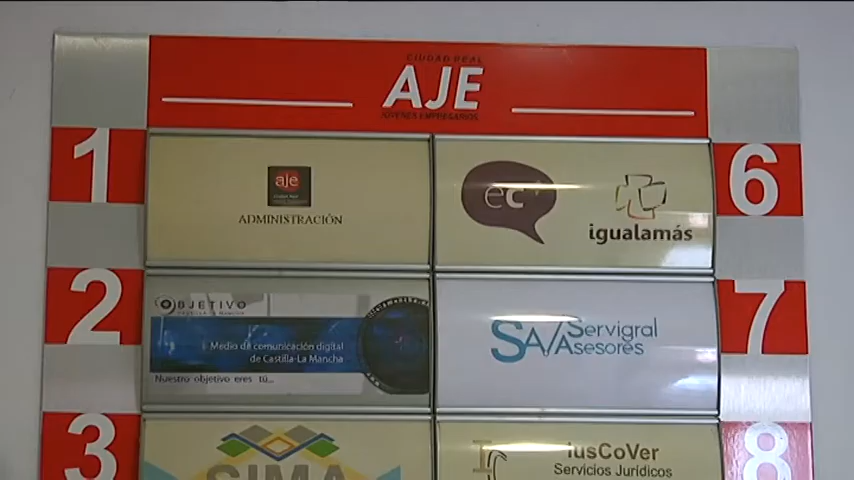 CIUDAD REAL
AJE
JÓVENES EMPRESARIOS
1
aje
ADMINISTRACIÓN
ec+
igualamás
6
2
OBJETIVO
Medio de comunicación digital
de Castilla-La Mancha
Nuestro objetivo eres tú...
SA/A Servigral
Asesores
7
3
SIMA
iusCoVer
Servicios Jurídicos
8